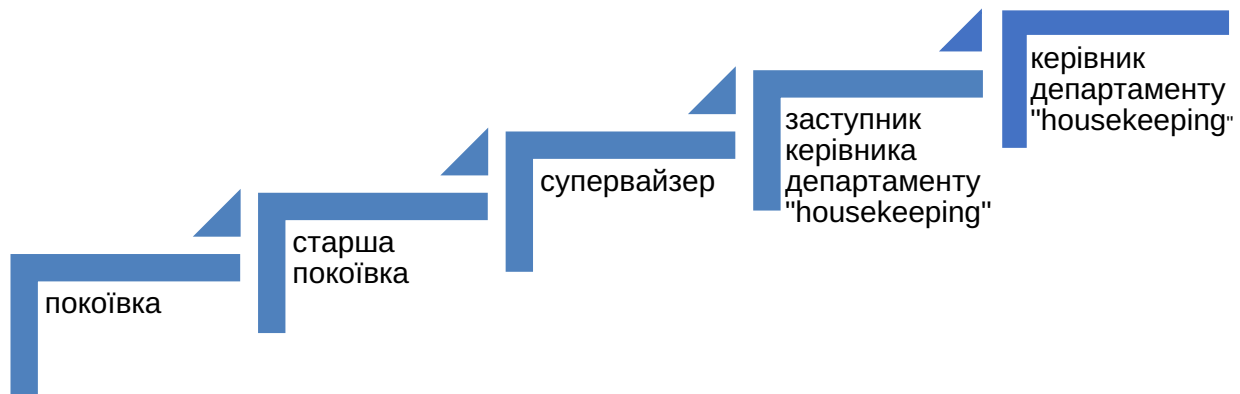 покоївка
старша
покоївка
супервайзер
заступник
керівника
департаменту
"housekeeping"
керівник
департаменту
"housekeeping"